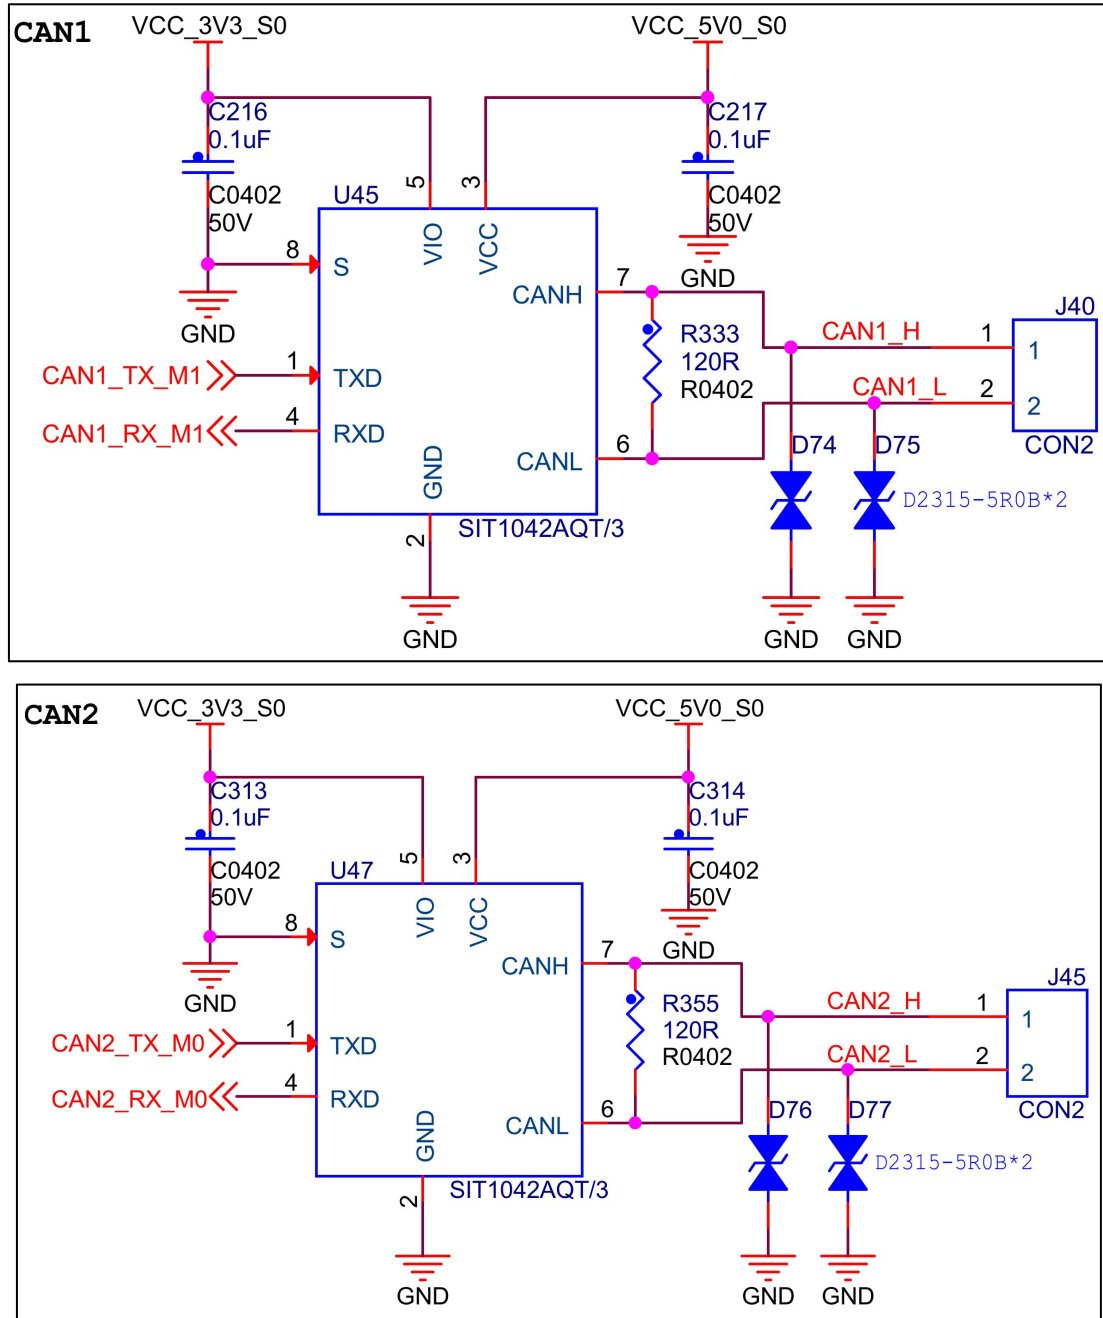 CAN1
VCC_3V3_S0
VCC_5V0_S0
C216
0.1uF
C0402
50V
C217
0.1uF
C0402
50V
GND
U45
5
3
VIO
VCC
8
S
GND
CANH
7
CAN1_TX_M1
1
TXD
CAN1_RX_M1
4
RXD
R333
120R
R0402
CAN1_H
1
1
J40
CAN1_L
2
2
CON2
GND
CANL
6
D74
D75
D2315-5R0B*2
SIT1042AQT/3
2
GND
GND
GND
CAN2
VCC_3V3_S0
VCC_5V0_S0
C313
0.1uF
C0402
50V
C314
0.1uF
C0402
50V
GND
U47
5
3
VIO
VCC
8
S
GND
CANH
7
CAN2_TX_M0
1
TXD
CAN2_RX_M0
4
RXD
R355
120R
R0402
CAN2_H
1
1
J45
CAN2_L
2
2
CON2
GND
CANL
6
D76
D77
D2315-5R0B*2
SIT1042AQT/3
2
GND
GND
GND